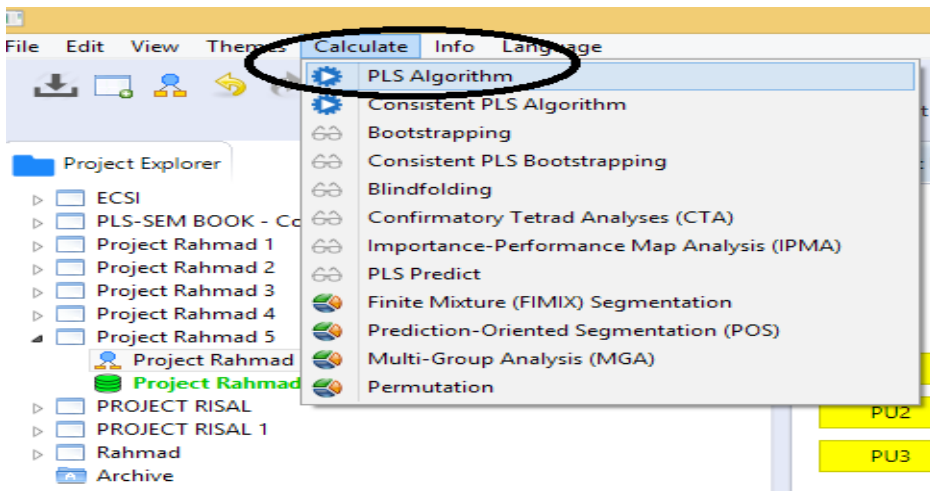 File Edit View Themes Calculate Info Language
PLS Algorithm
Consistent PLS Algorithm
Bootstrapping
Consistent PLS Bootstrapping
Blindfolding
Confirmatory Tetrad Analyses (CTA)
Importance-Performance Map Analysis (IPMA)
PLS Predict
Finite Mixture (FIMIX) Segmentation
Prediction-Oriented Segmentation (POS)
Multi-Group Analysis (MGA)
Permutation
Project Explorer
ECSI
PLS-SEM BOOK - Co
Project Rahmad 1
Project Rahmad 2
Project Rahmad 3
Project Rahmad 4
Project Rahmad 5
Project Rahmad
Project Rahmad
PROJECT RISAL
PROJECT RISAL 1
Rahmad
Archive
PU2
PU3